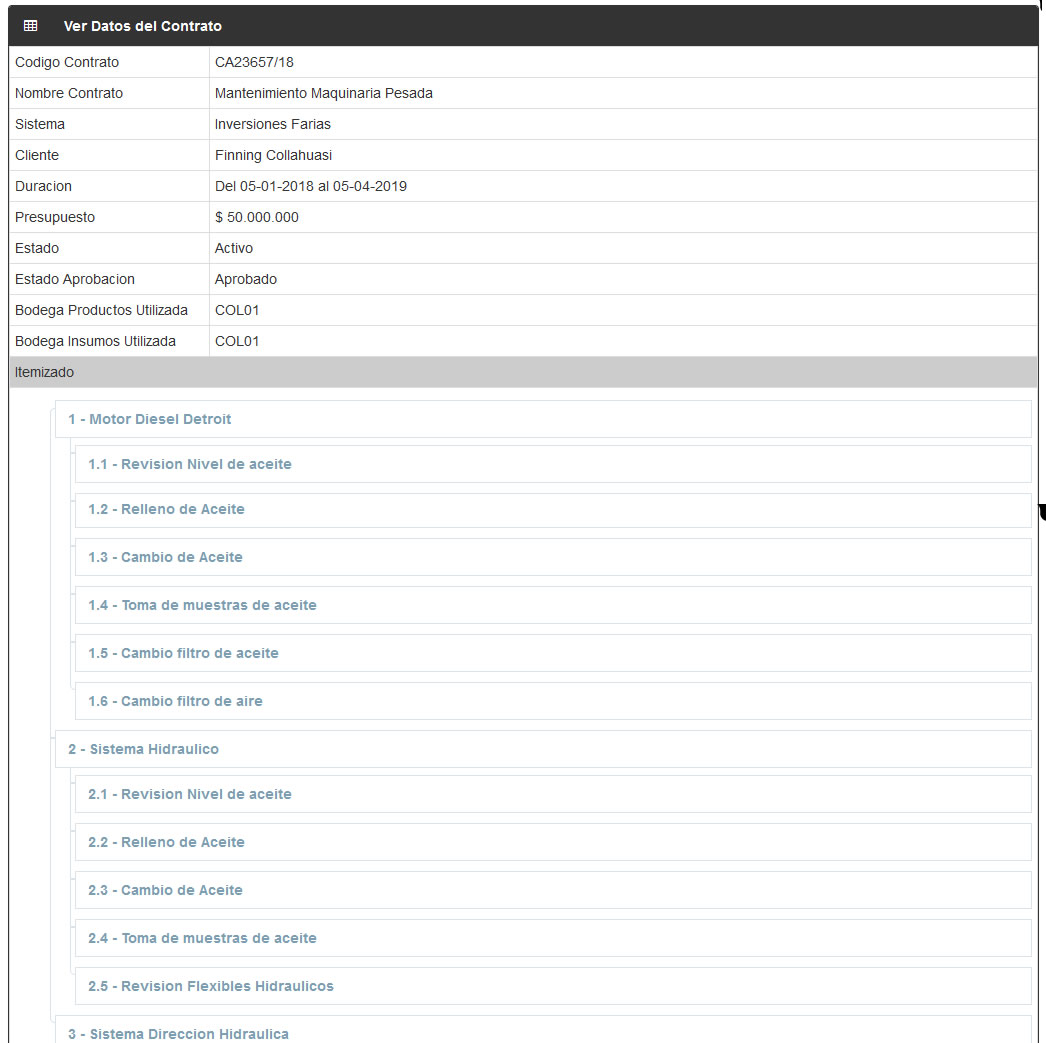 Ver Datos del Contrato
Codigo Contrato CA23657/18
Nombre Contrato Mantenimiento Maquinaria Pesada
Sistema Inversiones Farias
Cliente Finning Collahuasi
Duracion Del 05-01-2018 al 05-04-2019
Presupuesto $ 50.000.000
Estado Activo
Estado Aprobacion Aprobado
Bodega Productos Utilizada COL01
Bodega Insumos Utilizada COL01
Itemizado
1 - Motor Diesel Detroit
1.1 - Revision Nivel de aceite
1.2 - Relleno de Aceite
1.3 - Cambio de Aceite
1.4 - Toma de muestras de aceite
1.5 - Cambio filtro de aceite
1.6 - Cambio filtro de aire
2 - Sistema Hidraulico
2.1 - Revision Nivel de aceite
2.2 - Relleno de Aceite
2.3 - Cambio de Aceite
2.4 - Toma de muestras de aceite
2.5 - Revision Flexibles Hidraulicos
3 - Sistema Direccion Hidraulica